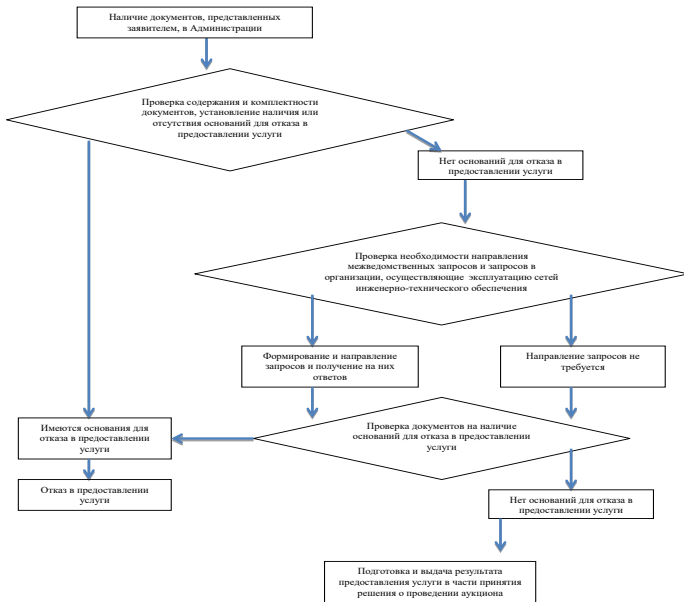 Наличие документов, представленных
заявителем, в Администрации
Проверка содержания и комплектности
документов, установление наличия или
отсутствия оснований для отказа в
предоставлении услуги
Нет оснований для отказа в
предоставлении услуги
Проверка необходимости направления
межведомственных запросов и запросов в
организации, осуществляющие эксплуатацию сетей
инженерно-технического обеспечения
Формирование и направление
запросов и получение на них
ответов
Направление запросов не
требуется
Проверка документов на наличие
оснований для отказа в предоставлении
услуги
Имеются основания для
отказа в предоставлении
услуги
Отказ в предоставлении
услуги
Нет оснований для отказа в
предоставлении услуги
Подготовка и выдача результата
предоставления услуги в части принятия
решения о проведении аукциона